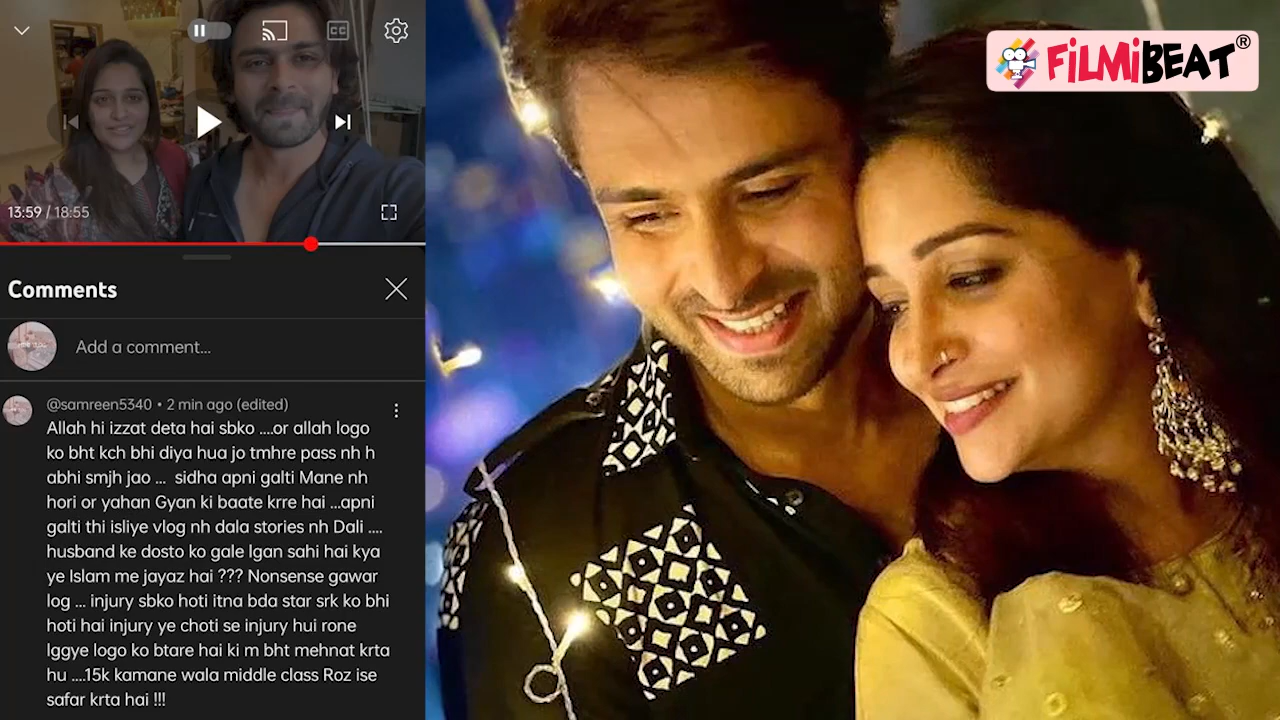 13:59 / 18:55
CC
FILMIBEAT®
Comments
Add a comment...
@samreen5340 • 2 min ago (edited)
Allah hi izzat deta hai sbko ....or allah logo
ko bht kch bhi diya hua jo tmhre pass nh h
abhi smjh jao ... sidha apni galti Mane nh
hori or yahan Gyan ki baate krre hai ...apni
galti thi isliye vlog nh dala stories nh Dali ....
husband ke dosto ko gale lgan sahi hai kya
ye Islam me jayaz hai ??? Nonsense gawar
log ... injury sbko hoti itna bda star srk ko bhi
hoti hai injury ye choti se injury hui rone
lggye logo ko btare hai ki m bht mehnat krta
hu ....15k kamane wala middle class Roz ise
safar krta hai !!!